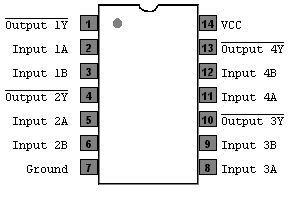 Output 1Y 1 14 VCC
Input 1A 2 13 Output 4Y
Input 1B 3 12 Input 4B
Output 2Y 4 11 Input 4A
Input 2A 5 10 Output 3Y
Input 2B 6 9 Input 3B
Ground 7 8 Input 3A